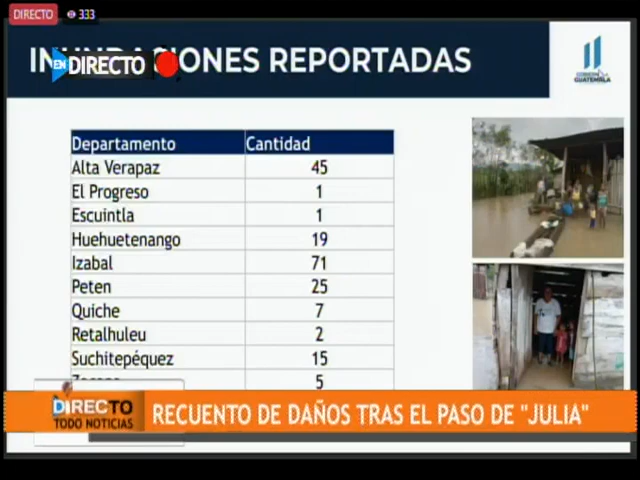 DIRECTO 333
EN DIRECTO
REPORTADAS
GUATEMALA
Departamento Cantidad
Alta Verapaz 45
El Progreso 1
Escuintla 1
Huehuetenango 19
Izabal 71
Peten 25
Quiche 7
Retalhuleu 2
Suchitepéquez 15
5
DIRECTO
TODO NOTICIAS
RECUENTO DE DAÑOS TRAS EL PASO DE "JULIA"